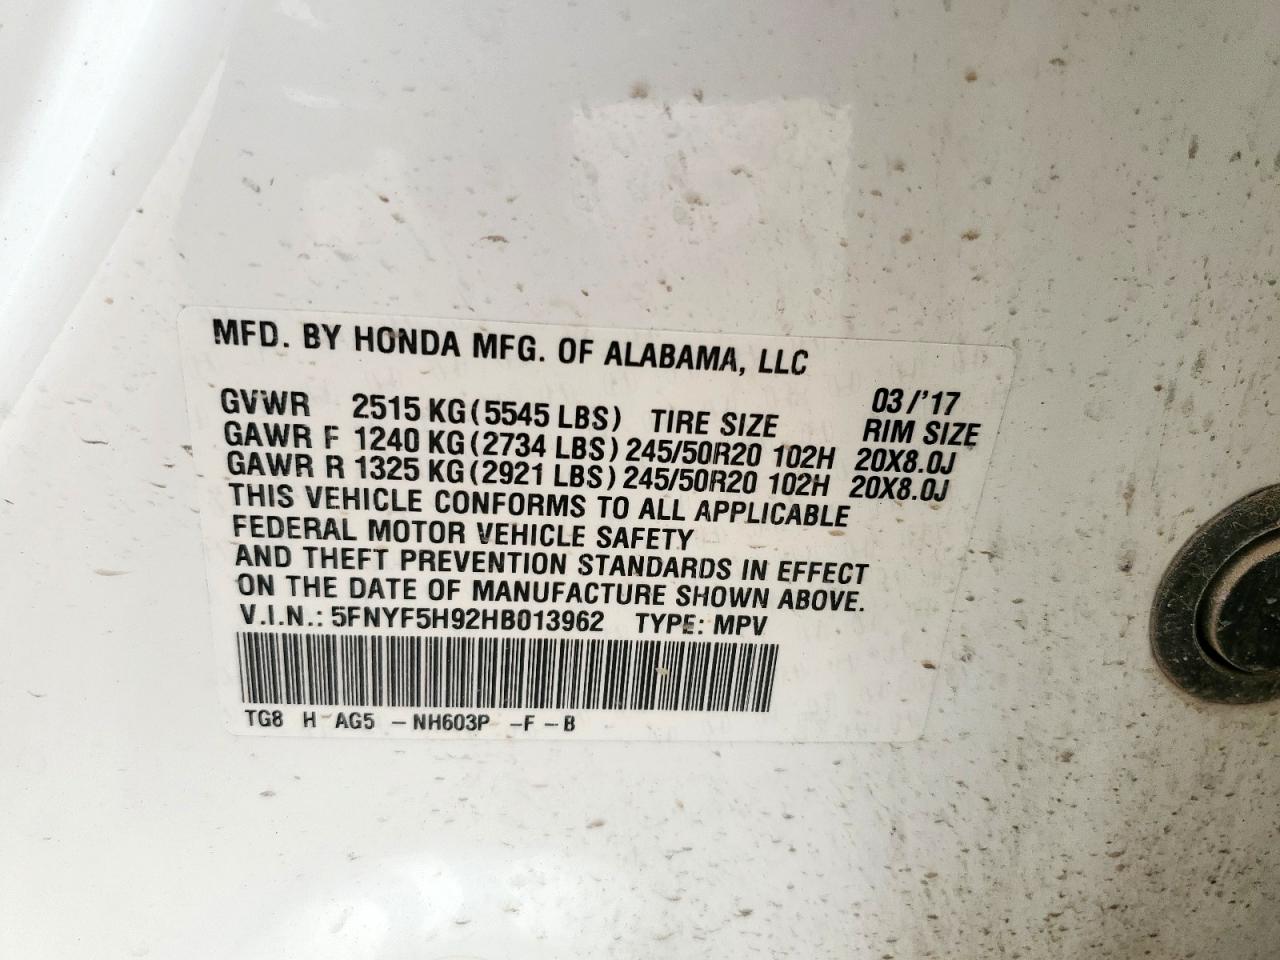 MFD. BY HONDA MFG. OF ALABAMA, LLC
03/'17
GVWR 2515 KG(5545 LBS) TIRE SIZE RIM SIZE
GAWR F 1240 KG(2734 LBS) 245/50R20 102H 20X8.0J
GAWR R 1325 KG(2921 LBS) 245/50R20 102H 20X8.0J
THIS VEHICLE CONFORMS TO ALL APPLICABLE
FEDERAL MOTOR VEHICLE SAFETY
AND THEFT PREVENTION STANDARDS IN EFFECT
ON THE DATE OF MANUFACTURE SHOWN ABOVE.
V.I.N.: 5FNYF5H92HB013962 TYPE: MPV
TG8 H-AG5 -NH603P -F-B